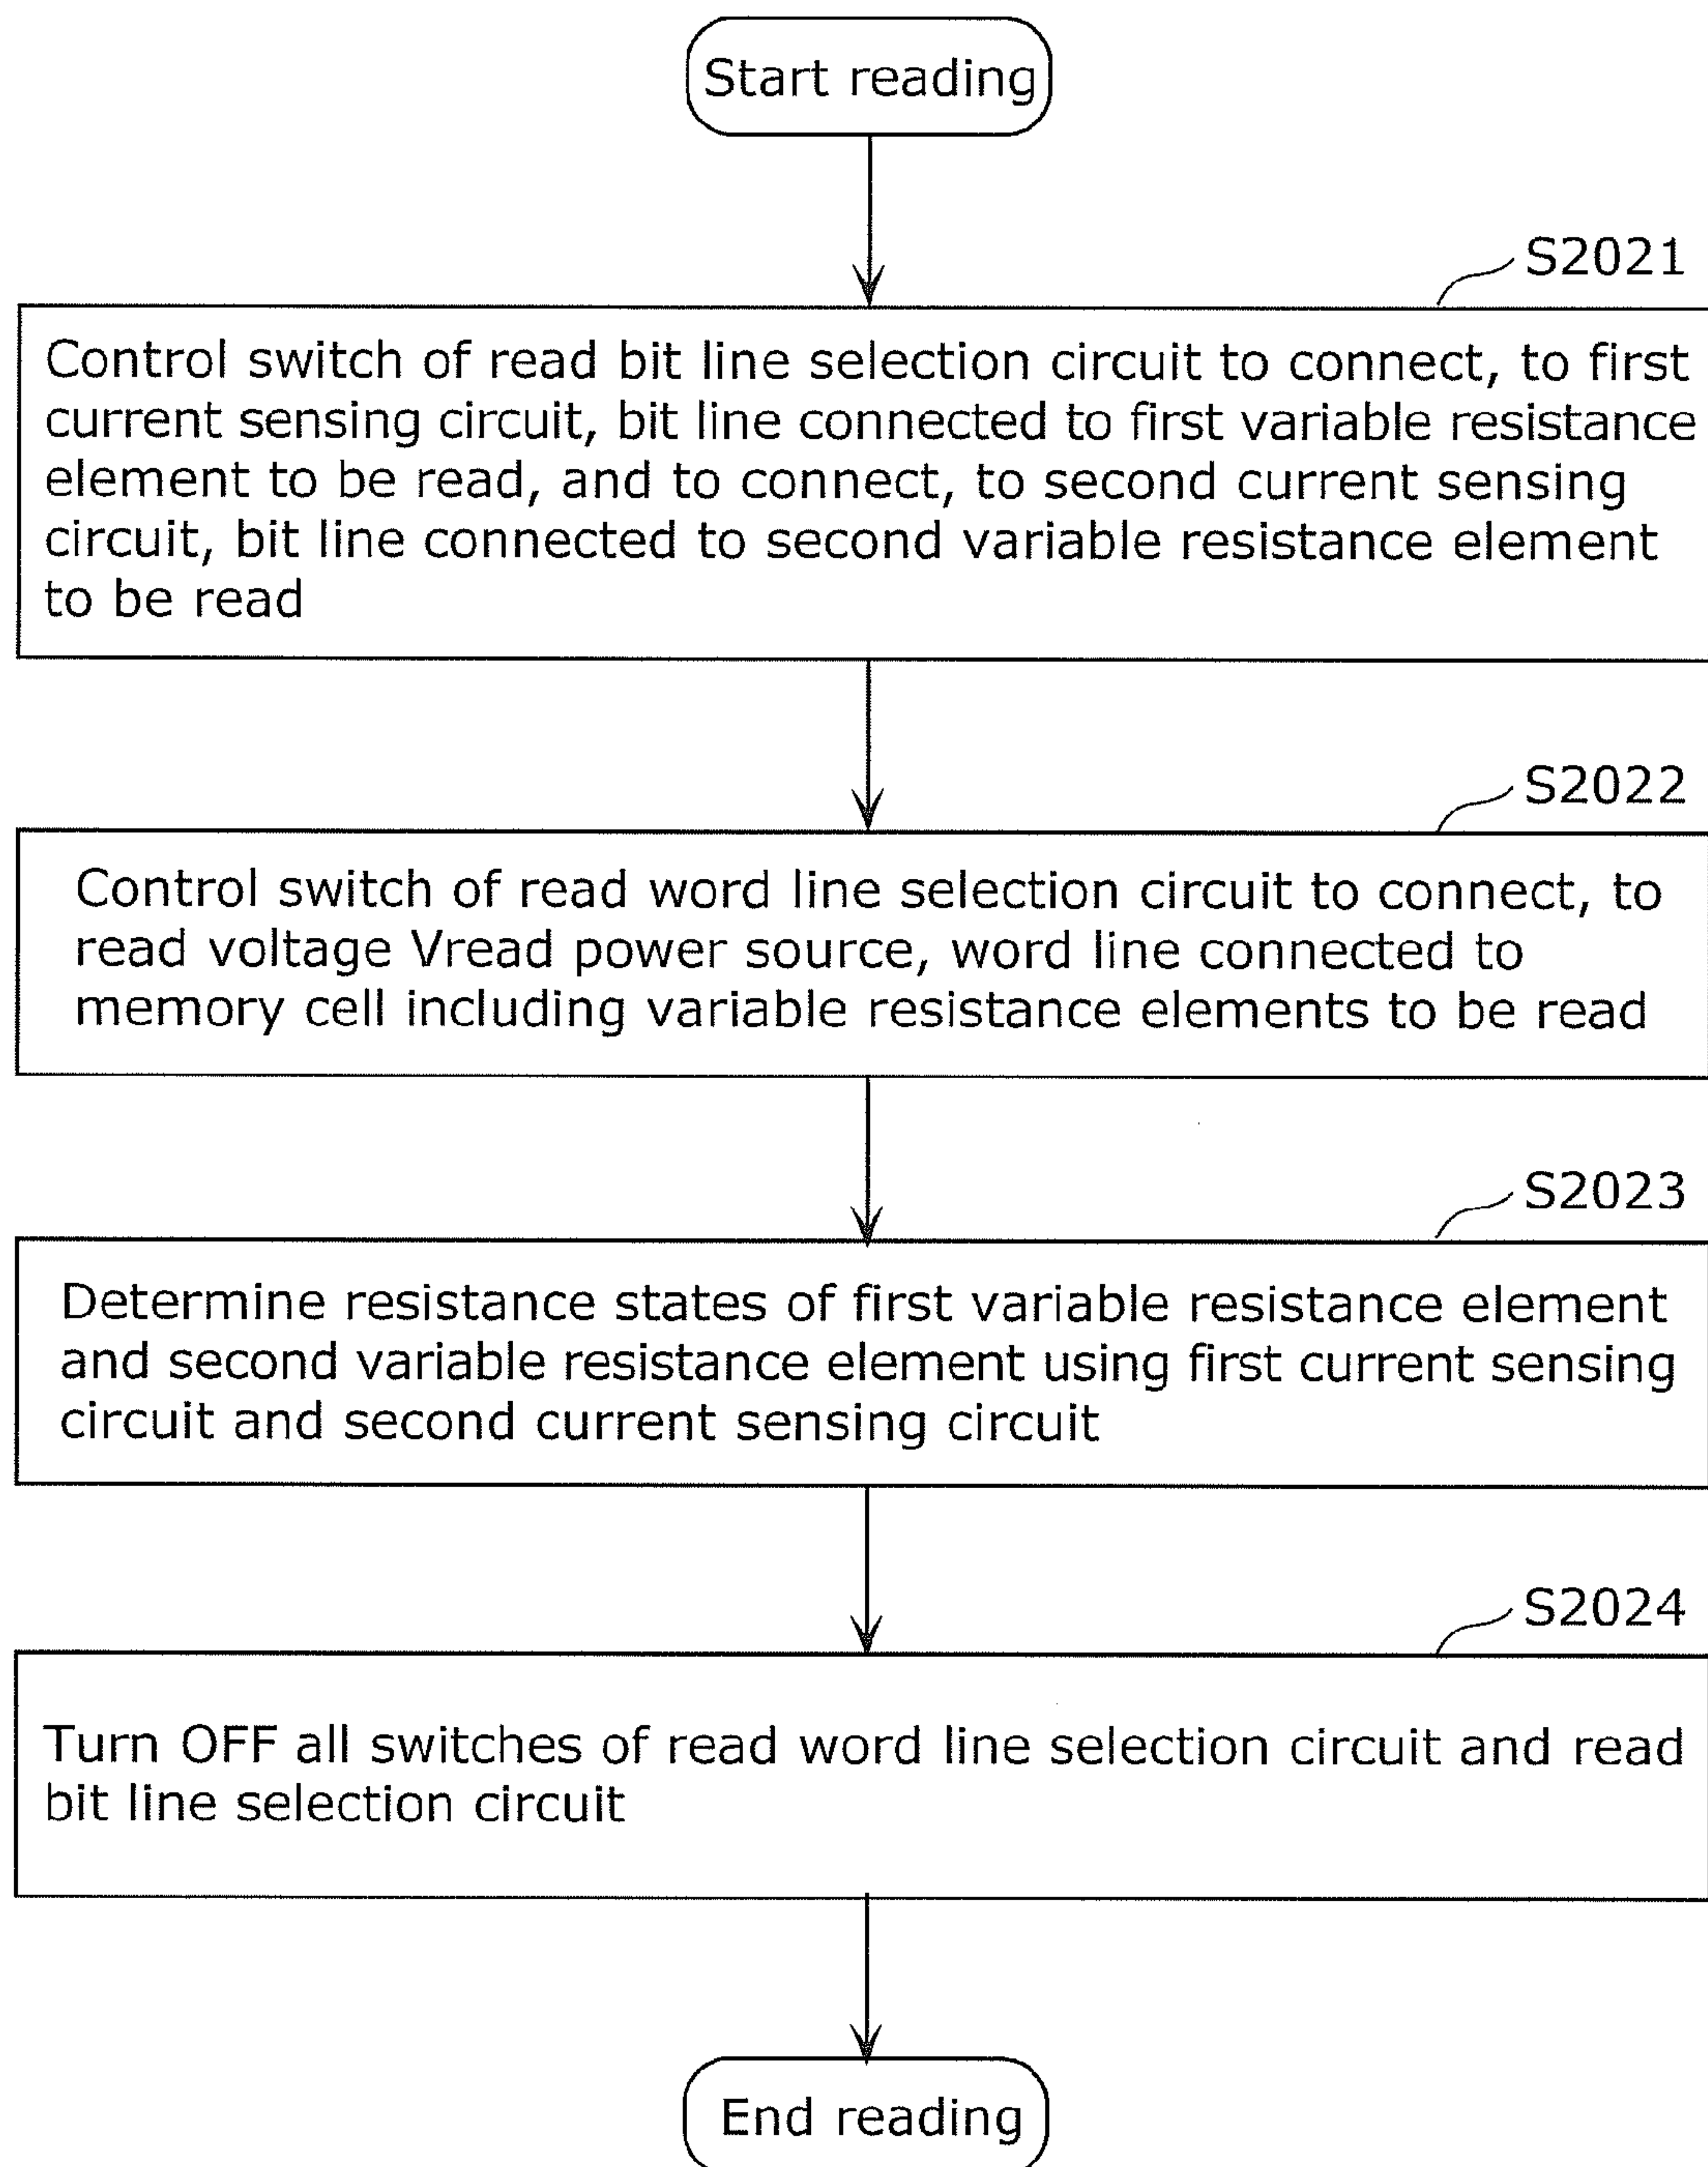 Start reading
S2021
Control switch of read bit line selection circuit to connect, to first
current sensing circuit, bit line connected to first variable resistance
element to be read, and to connect, to second current sensing
circuit, bit line connected to second variable resistance element
to be read
S2022
Control switch of read word line selection circuit to connect, to
read voltage Vread power source, word line connected to
memory cell including variable resistance elements to be read
S2023
Determine resistance states of first variable resistance element
and second variable resistance element using first current sensing
circuit and second current sensing circuit
S2024
Turn OFF all switches of read word line selection circuit and read
bit line selection circuit
End reading